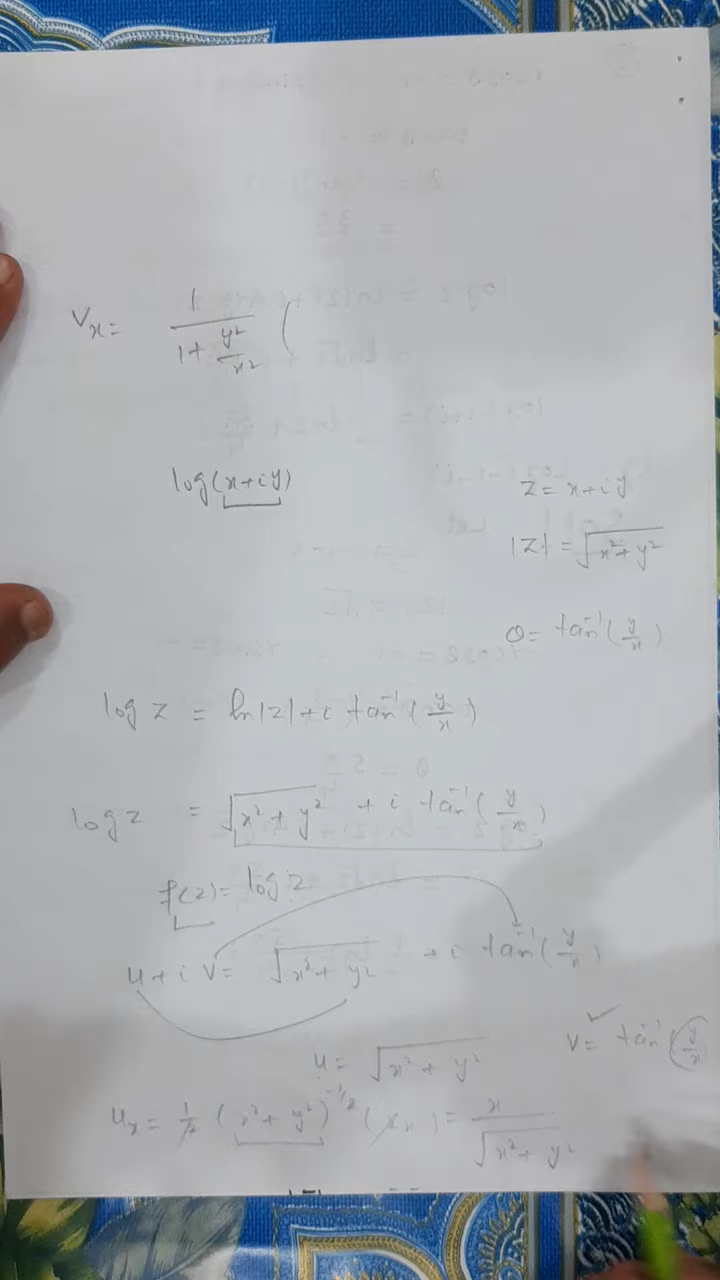 Vx = 1 / (1 + y²/x²) (
log(x+iy)
z = x+iy
|z| = √(x²+y²)
θ = tan⁻¹(y/x)
log z = ln|z| + i tan⁻¹(y/x)
log z = √(x²+y²) + i tan⁻¹(y/x)
f(z) = log z
u+iv = √(x²+y²) + i tan⁻¹(y/x)
u = √(x²+y²) v = tan⁻¹(y/x)
ux = 1/2 (x²+y²)^(-1/2) (2x) = x / √(x²+y²)